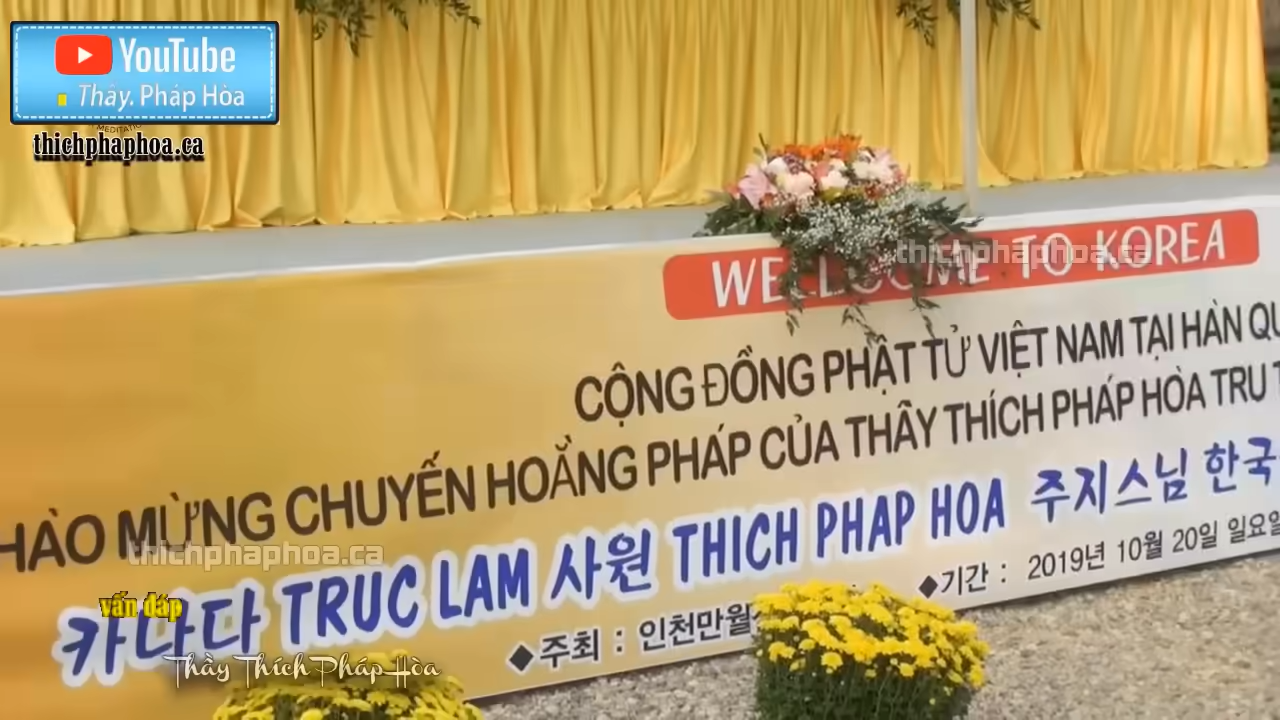 YouTube
Thầy. Pháp Hòa
MEDITATIO
thichphaphoa.ca
WELCOME TO KOREA
thichphaphoa.ca
CỘNG ĐỒNG PHẬT TỬ VIỆT NAM TẠI HÀN QU
HÀO MỪNG CHUYẾN HOẰNG PHÁP CỦA THẦY THÍCH PHÁP HÒA TRU T
카나다 TRUC LAM 사원 THICH PHAP HOA 주지스님 한국
thichphaphoa.ca
◆주최 : 인천만월
◆기간 : 2019년 10월 20일 일요일
vấn đáp
Thầy Thích Pháp Hòa